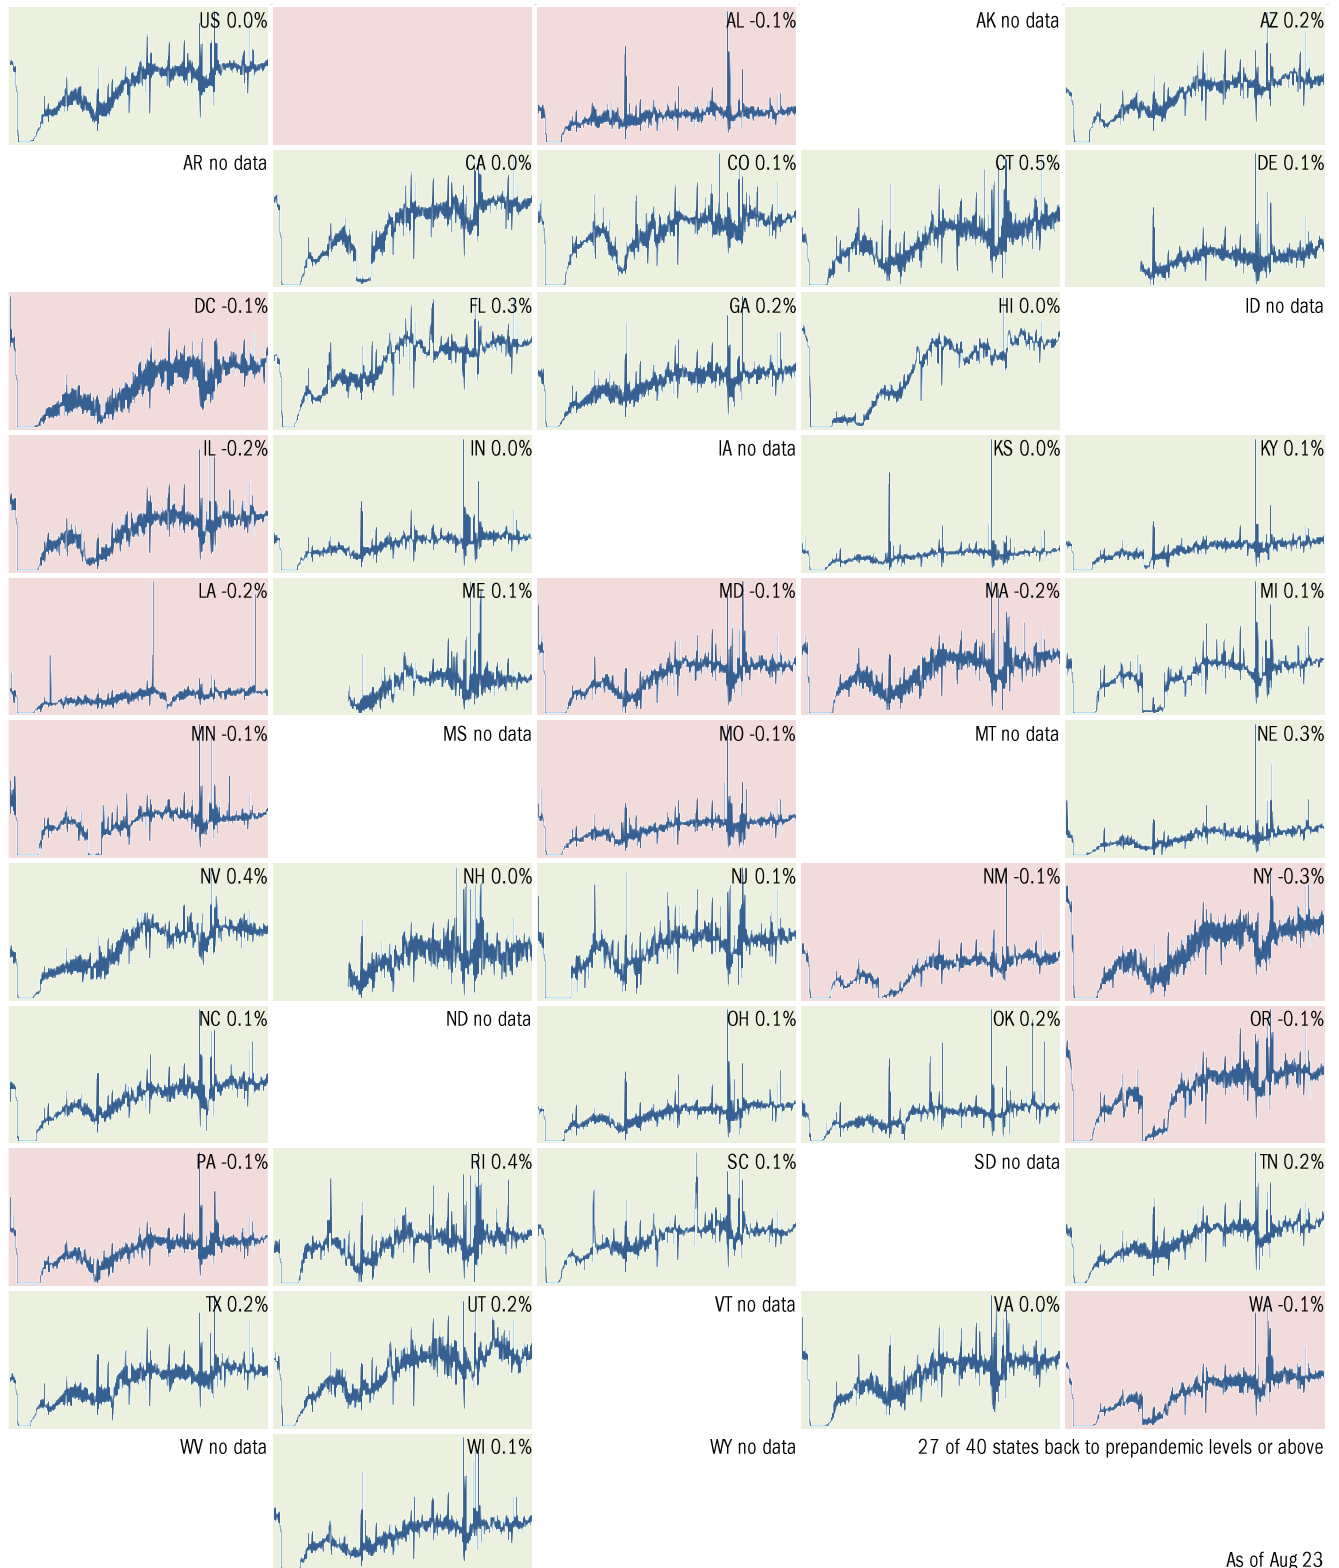 US 0.0%
AL -0.1%
AK no data
AZ 0.2%
AR no data
CA 0.0%
CO 0.1%
CT 0.5%
DE 0.1%
DC -0.1%
FL 0.3%
GA 0.2%
HI 0.0%
ID no data
IL -0.2%
IN 0.0%
IA no data
KS 0.0%
KY 0.1%
LA -0.2%
ME 0.1%
MD -0.1%
MA -0.2%
MI 0.1%
MN -0.1%
MS no data
MO -0.1%
MT no data
NE 0.3%
NV 0.4%
NH 0.0%
NJ 0.1%
NM -0.1%
NY -0.3%
NC 0.1%
ND no data
OH 0.1%
OK 0.2%
OR -0.1%
PA -0.1%
RI 0.4%
SC 0.1%
SD no data
TN 0.2%
TX 0.2%
UT 0.2%
VT no data
VA 0.0%
WA -0.1%
WV no data
WI 0.1%
WY no data
27 of 40 states back to prepandemic levels or above
As of Aug 23